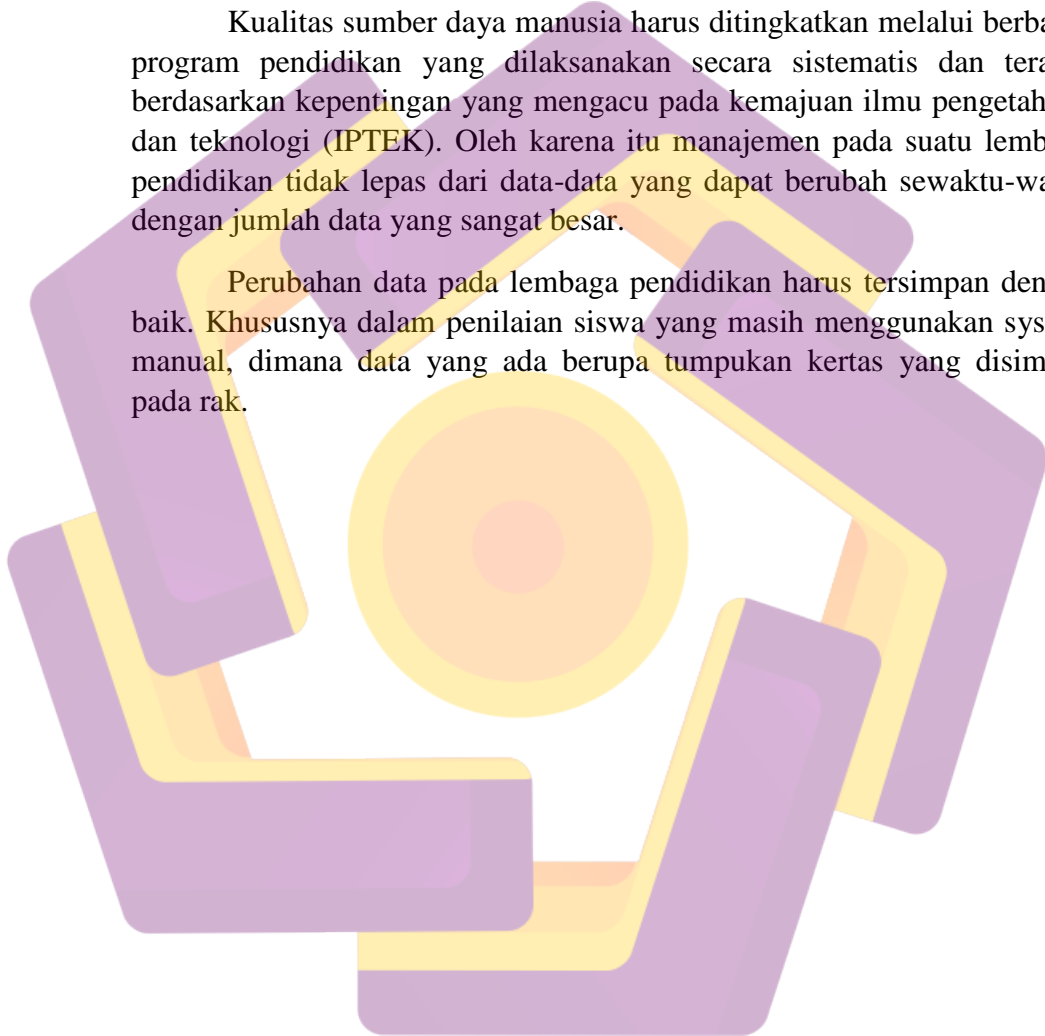 Kualitas sumber daya manusia harus ditingkatkan melalui berba
program pendidikan yang dilaksanakan secara sistematis dan tera
berdasarkan kepentingan yang mengacu pada kemajuan ilmu pengetah
dan teknologi (IPTEK). Oleh karena itu manajemen pada suatu lemb
pendidikan tidak lepas dari data-data yang dapat berubah sewaktu-wa
dengan jumlah data yang sangat besar.
Perubahan data pada lembaga pendidikan harus tersimpan den
baik. Khususnya dalam penilaian siswa yang masih menggunakan sys
manual, dimana data yang ada berupa tumpukan kertas yang disim
pada rak.